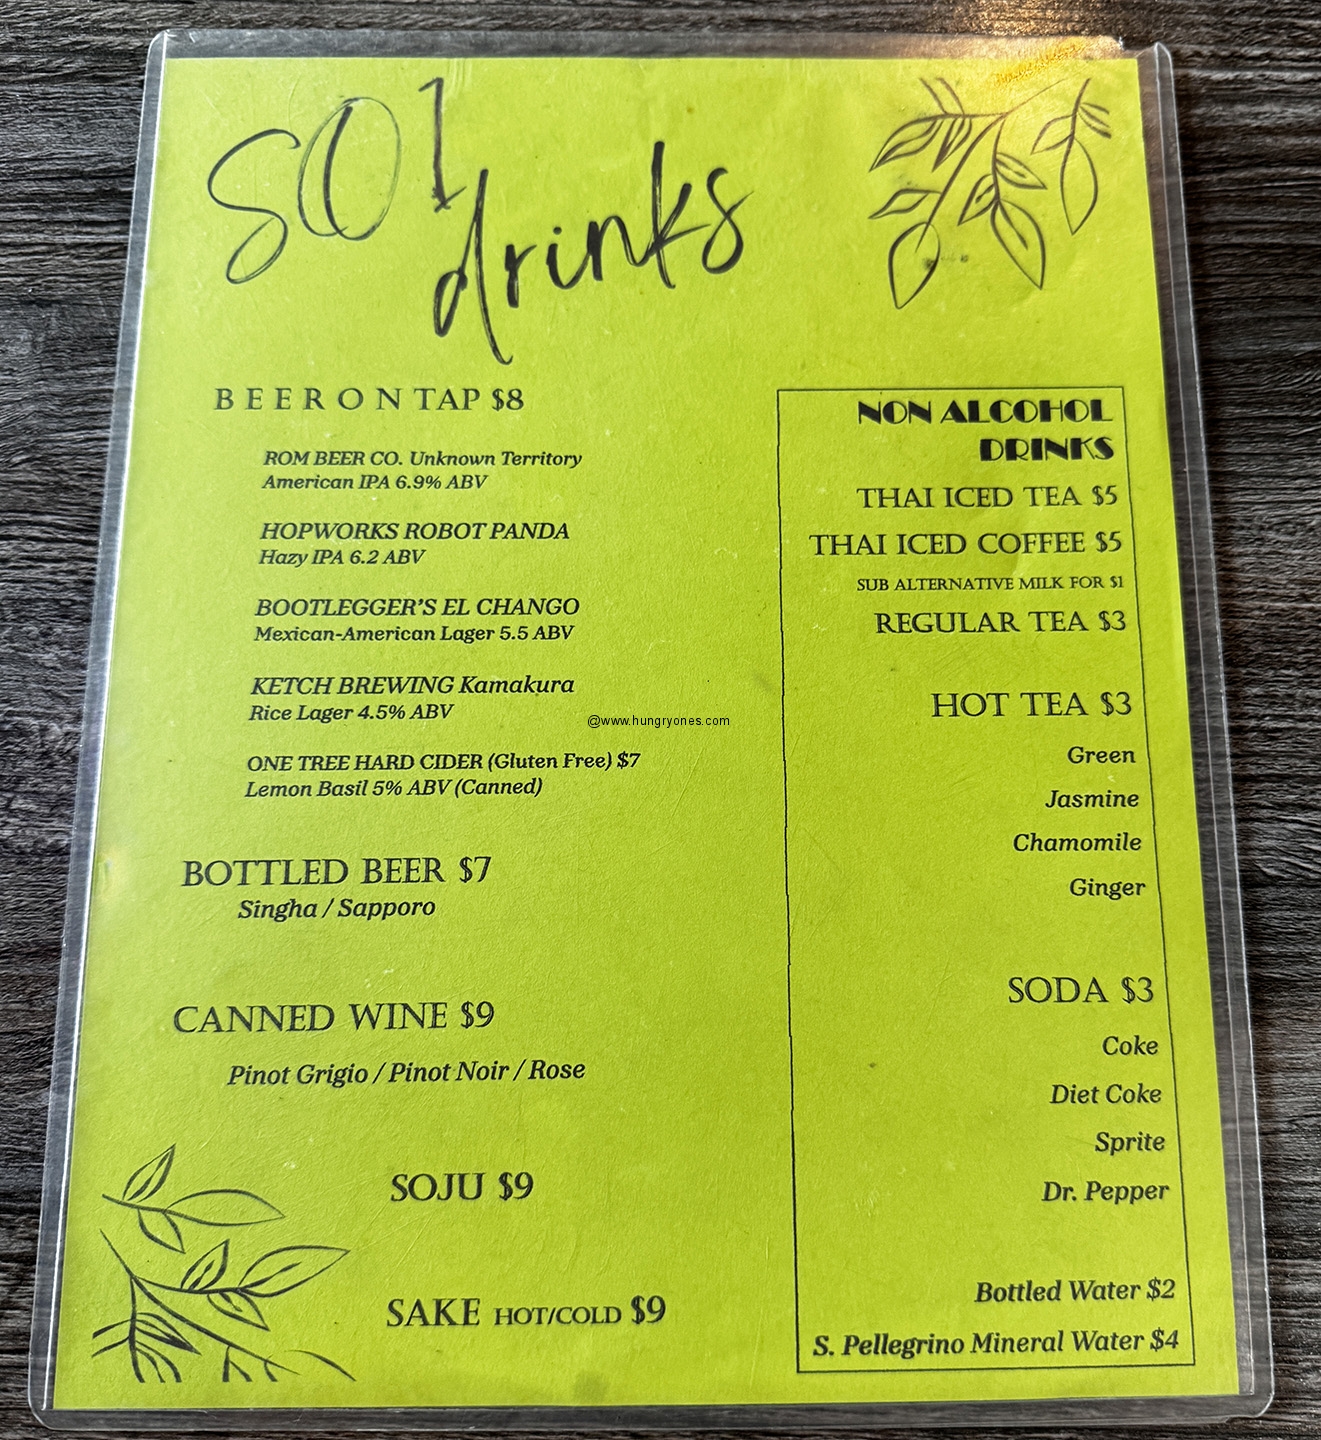 SOI
drinks
BEER ON TAP $8
ROM BEER CO. Unknown Territory
American IPA 6.9% ABV
HOPWORKS ROBOT PANDA
Hazy IPA 6.2 ABV
BOOTLEGGER'S EL CHANGO
Mexican-American Lager 5.5 ABV
KETCH BREWING Kamakura
Rice Lager 4.5% ABV
ONE TREE HARD CIDER (Gluten Free) $7
Lemon Basil 5% ABV (Canned)
BOTTLED BEER $7
Singha / Sapporo
CANNED WINE $9
Pinot Grigio / Pinot Noir / Rose
SOJU $9
SAKE HOT/COLD $9
NON ALCOHOL
DRINKS
THAI ICED TEA $5
THAI ICED COFFEE $5
SUB ALTERNATIVE MILK FOR $1
REGULAR TEA $3
HOT TEA $3
Green
Jasmine
Chamomile
Ginger
SODA $3
Coke
Diet Coke
Sprite
Dr. Pepper
Bottled Water $2
S. Pellegrino Mineral Water $4
@www.hungryones.com